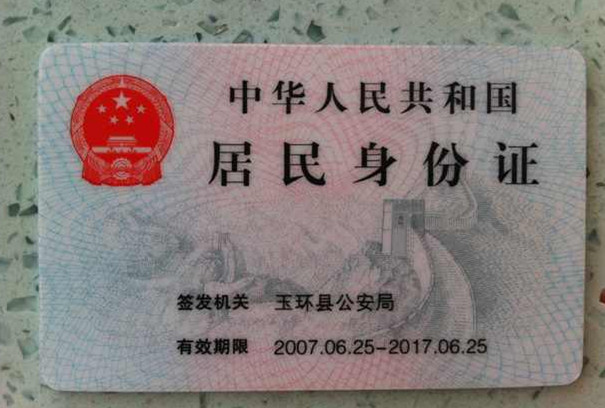 中华人民共和国
居民身份证
签发机关 玉环县公安局
有效期限 2007.06.25-2017.06.25